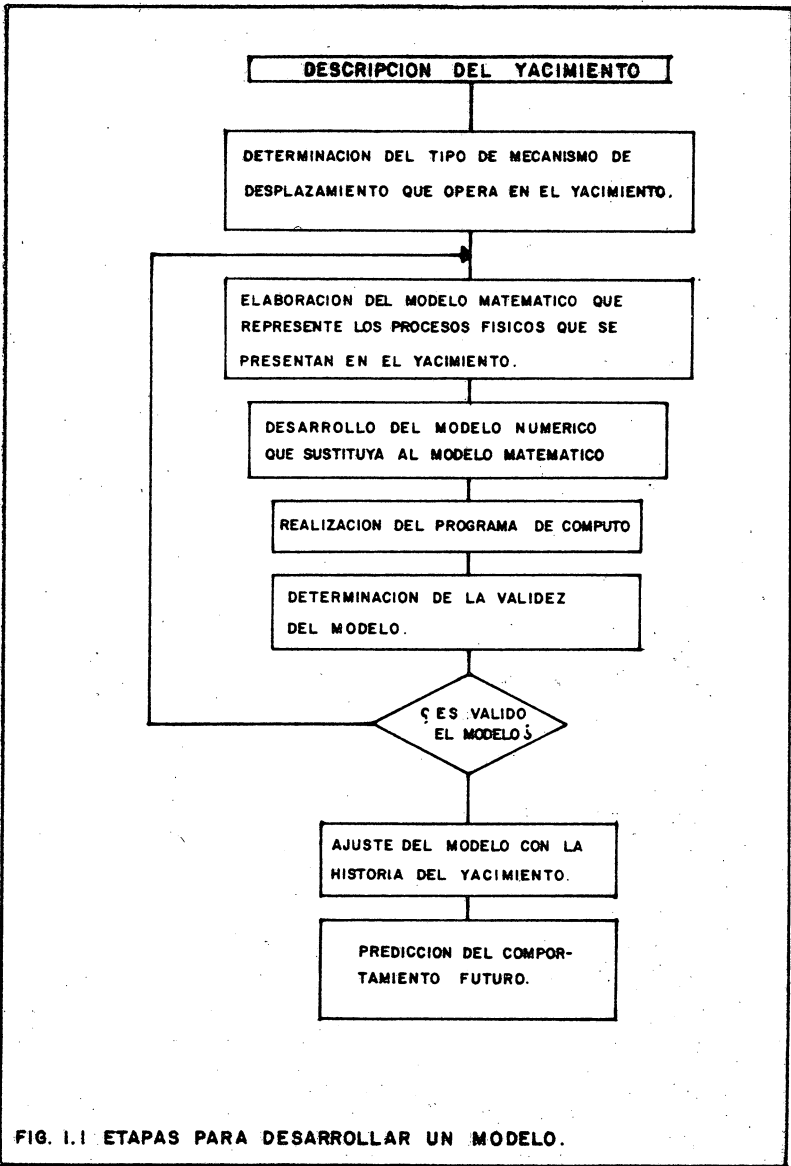 DESCRIPCION DEL YACIMIENTO
DETERMINACION DEL TIPO DE MECANISMO DE
DESPLAZAMIENTO QUE OPERA EN EL YACIMIENTO.
ELABORACION DEL MODELO MATEMATICO QUE
REPRESENTE LOS PROCESOS FISICOS QUE SE
PRESENTAN EN EL YACIMIENTO.
DESARROLLO DEL MODELO NUMERICO
QUE SUSTITUYA AL MODELO MATEMATICO
REALIZACION DEL PROGRAMA DE COMPUTO
DETERMINACION DE LA VALIDEZ
DEL MODELO.
¿ ES VALIDO
EL MODELO ?
AJUSTE DEL MODELO CON LA
HISTORIA DEL YACIMIENTO.
PREDICCION DEL COMPOR-
TAMIENTO FUTURO.
FIG. 1.1 ETAPAS PARA DESARROLLAR UN MODELO.